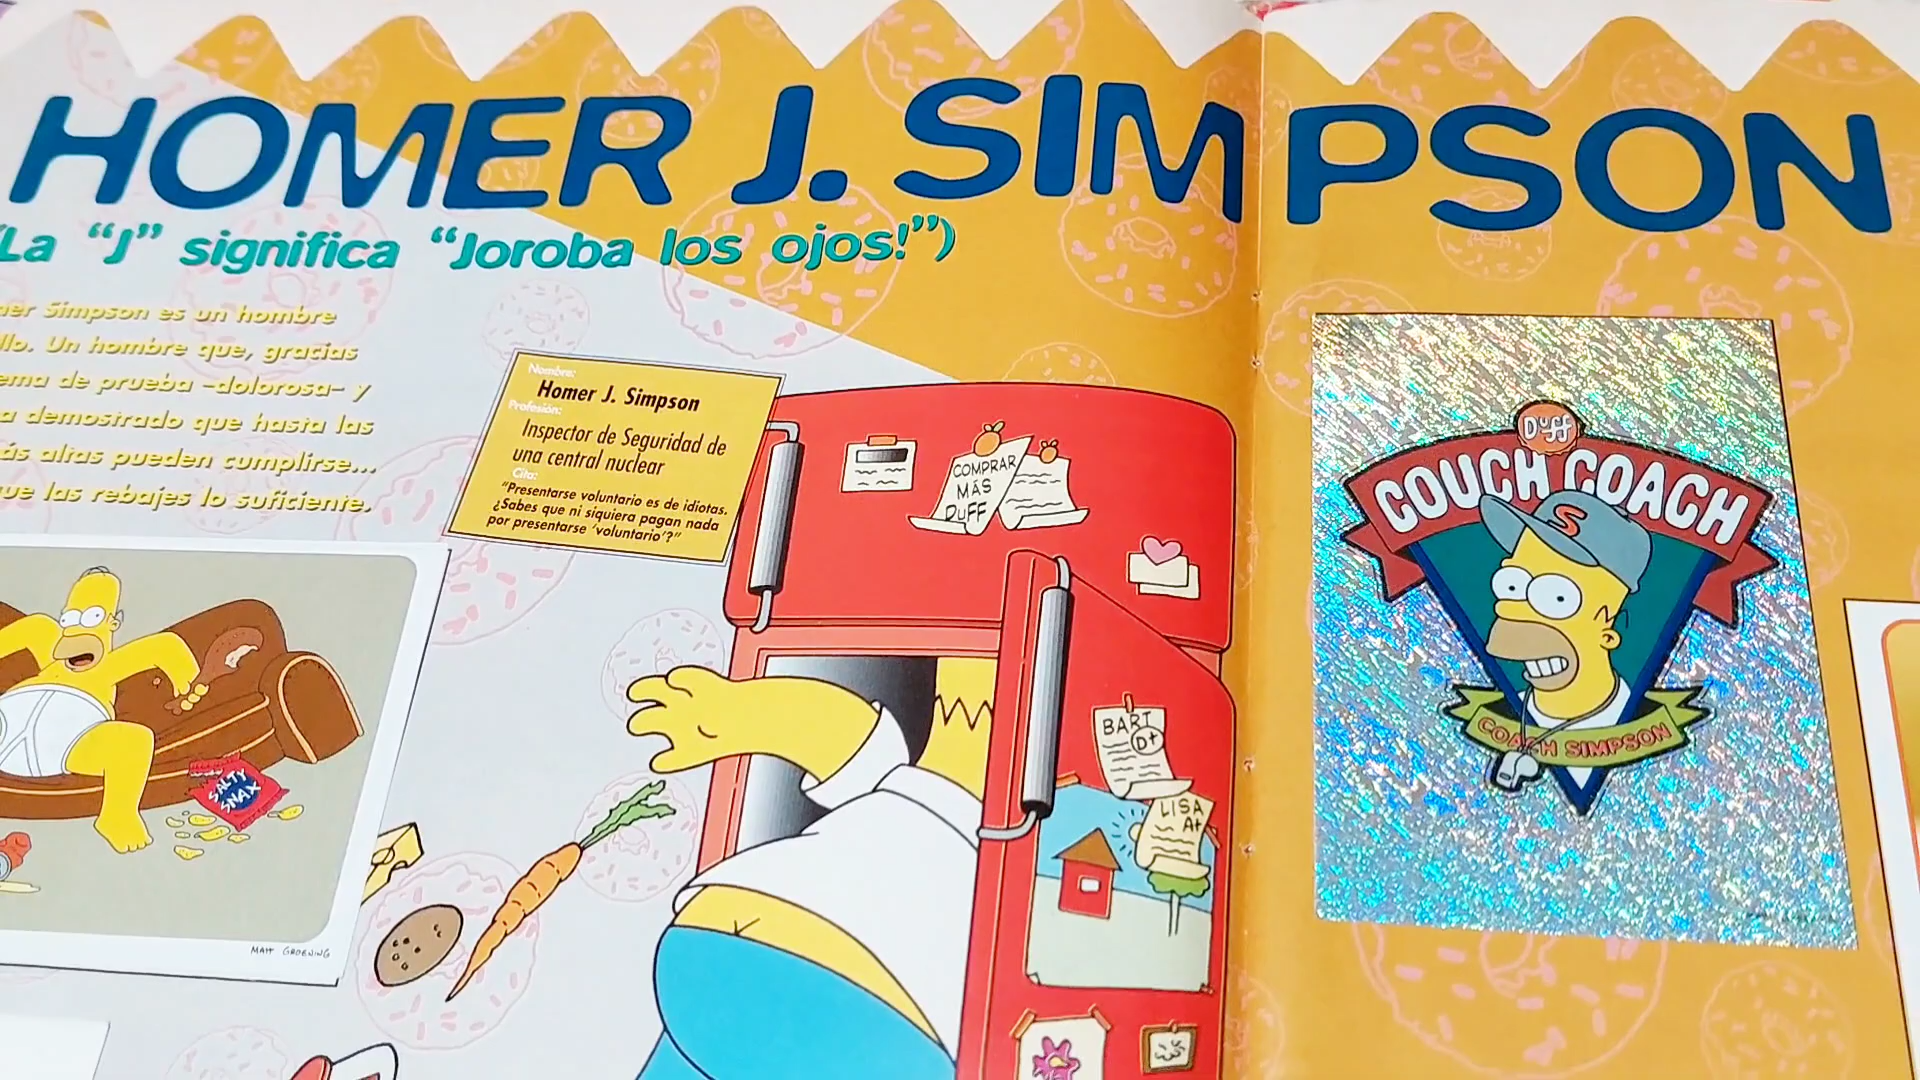 HOMER J. SIMPSON
(La “J” significa “Joroba los ojos!”)
Simpson es un hombre
Un hombre que, gracias
de prueba –dolorosa– y
demostrado que hasta las
altas pueden cumplirse...
que las rebajes lo suficiente.
Nombre:
Homer J. Simpson
Profesión:
Inspector de Seguridad de
una central nuclear
Cita:
“Presentarse voluntario es de idiotas.
¿Sabes que ni siquiera pagan nada
por presentarse ‘voluntario’?”
COMPRAR
MÁS
DUFF
BART
D+
LISA
A+
SALTY
SNAX
MATT GROENING
Duff
COUCH COACH
S
COACH SIMPSON